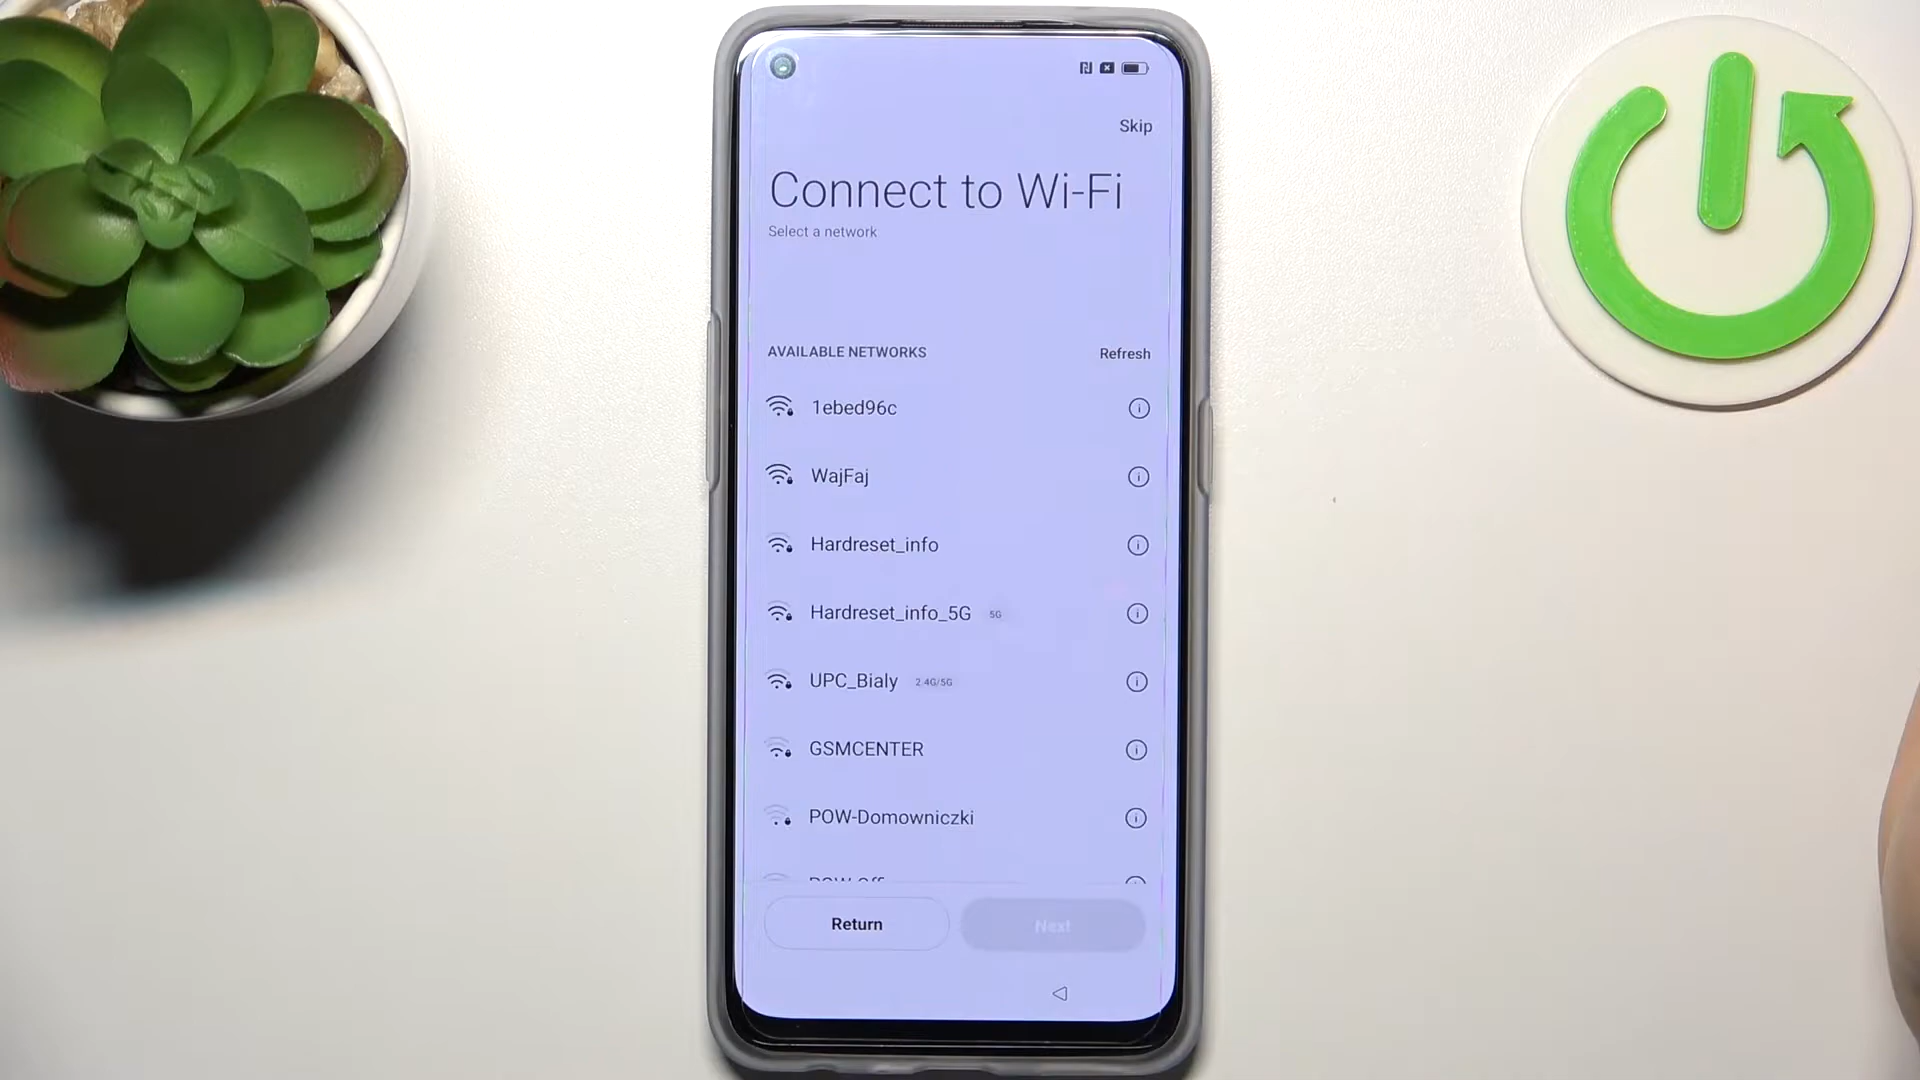 Skip
Connect to Wi-Fi
Select a network
AVAILABLE NETWORKS Refresh
1ebed96c
WajFaj
Hardreset_info
Hardreset_info_5G 5G
UPC_Bialy 2.4G/5G
GSMCENTER
POW-Domowniczki
Return Next